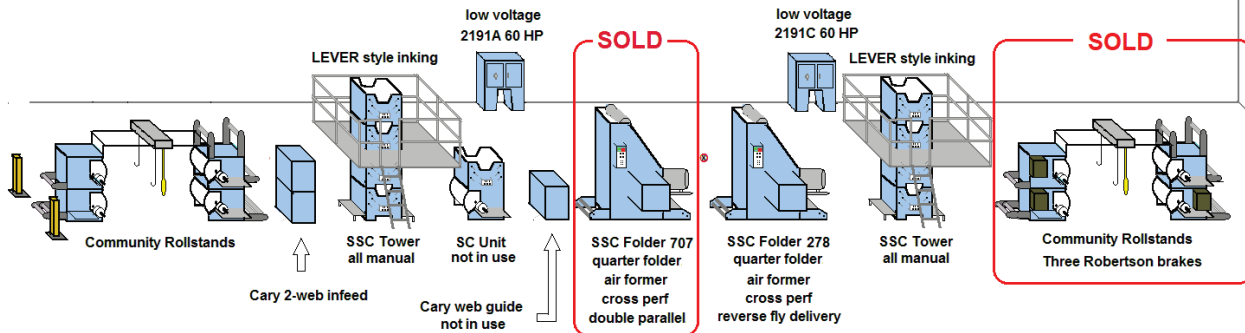 low voltage
2191A 60 HP
SOLD
low voltage
2191C 60 HP
SOLD
LEVER style inking
LEVER style inking
Community Rollstands
Cary 2-web infeed
SSC Tower
all manual
SC Unit
not in use
Cary web guide
not in use
SSC Folder 707
quarter folder
air former
cross perf
double parallel
SSC Folder 278
quarter folder
air former
cross perf
reverse fly delivery
SSC Tower
all manual
Community Rollstands
Three Robertson brakes